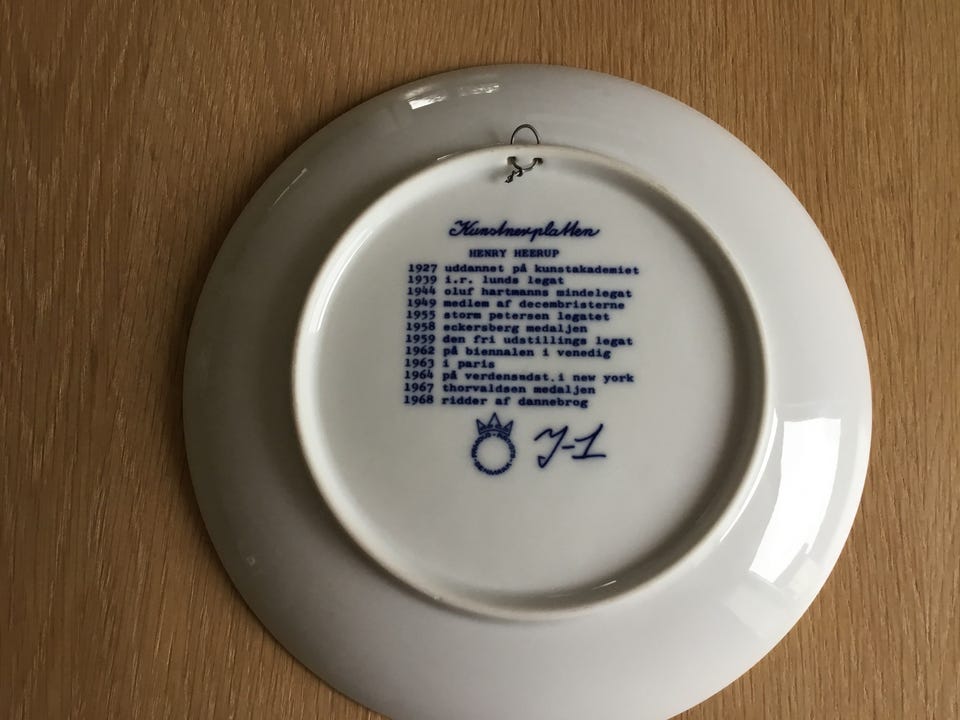 Kunstnerplatten
HENRY HEERUP
1927 uddannet på kunstakademiet
1939 i.r. lunds legat
1944 oluf hartmanns mindelegat
1949 medlem af decembristerne
1955 storm petersen legatet
1958 eckersberg medaljen
1959 den fri udstillings legat
1962 på biennalen i venedig
1963 i paris
1964 på verdensudst.i new york
1967 thorvaldsen medaljen
1968 ridder af dannebrog